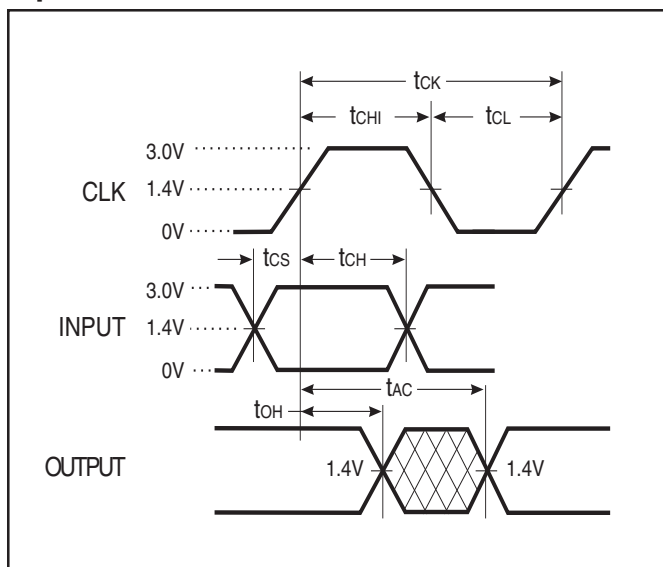 tCK
tCHI tCL
3.0V
CLK 1.4V
0V
tCS tCH
3.0V
INPUT 1.4V
0V
tAC
tOH
OUTPUT 1.4V 1.4V